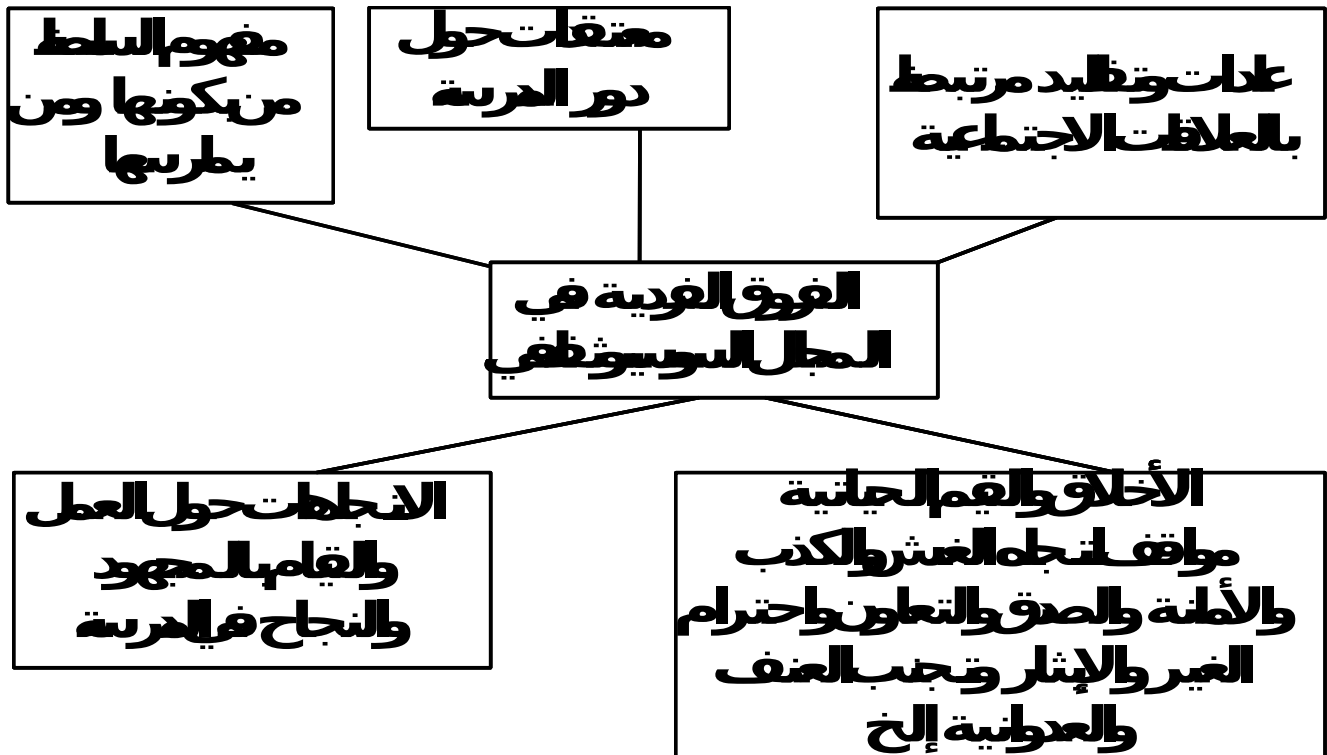 عادات وتقاليد مرتبطة
بالعلاقات الاجتماعية
معتقدات حول
دور المدرسة
مفهوم السلطة
من يكونها ومن
يمارسها
الفروق الفردية في
المجال السوسيوثقافي
الأخلاق والقيم الحياتية
مواقف اتجاه الغش والكذب
والأمانة والصدق والتعاون واحترام
الغير والإيثار وتجنب العنف
والعدوانية إلخ
الاتجاهات حول العمل
والقيام بالمجهود
والنجاح في المدرسة